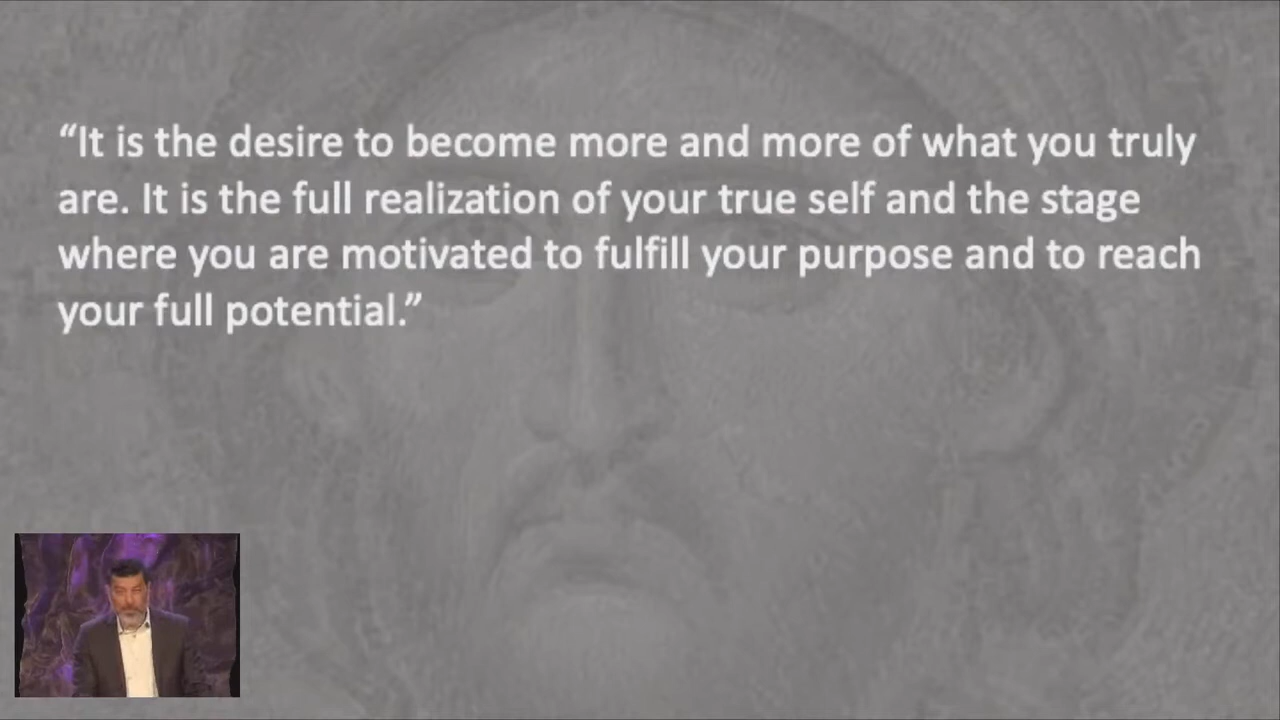 “It is the desire to become more and more of what you truly
are. It is the full realization of your true self and the stage
where you are motivated to fulfill your purpose and to reach
your full potential.”